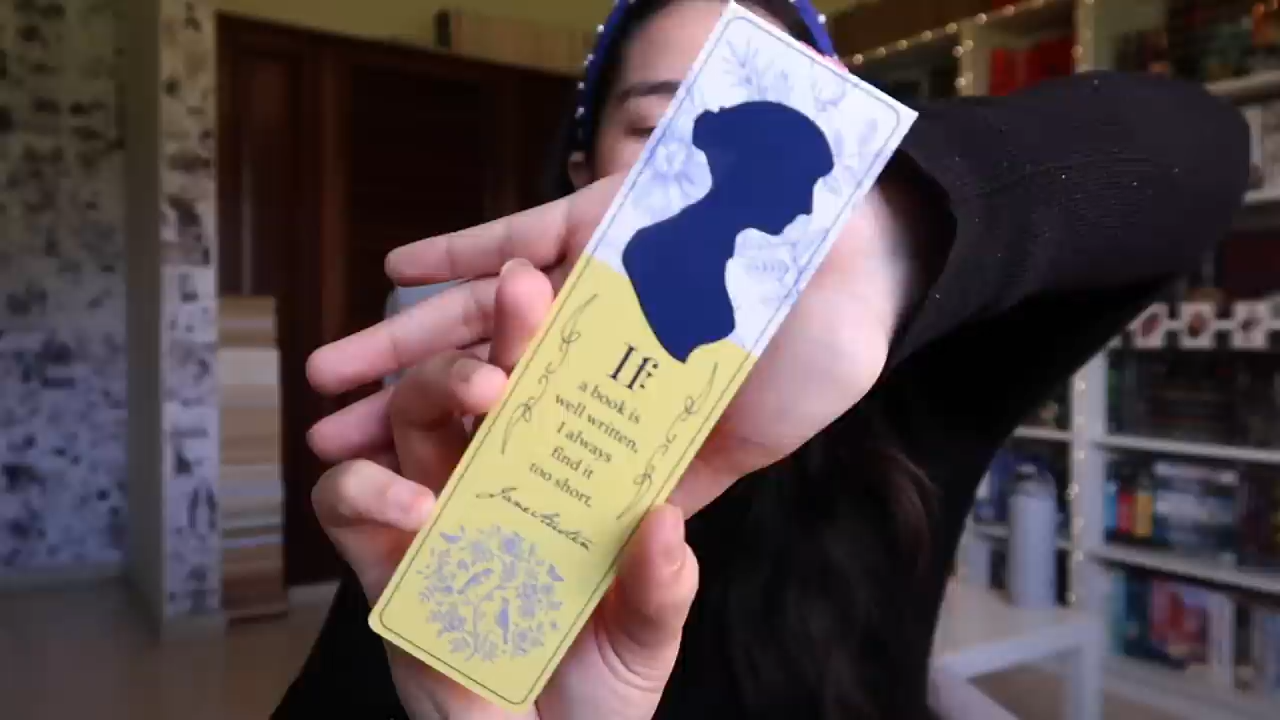 If
a book is
well written,
I always
find it
too short.
Jane Austen